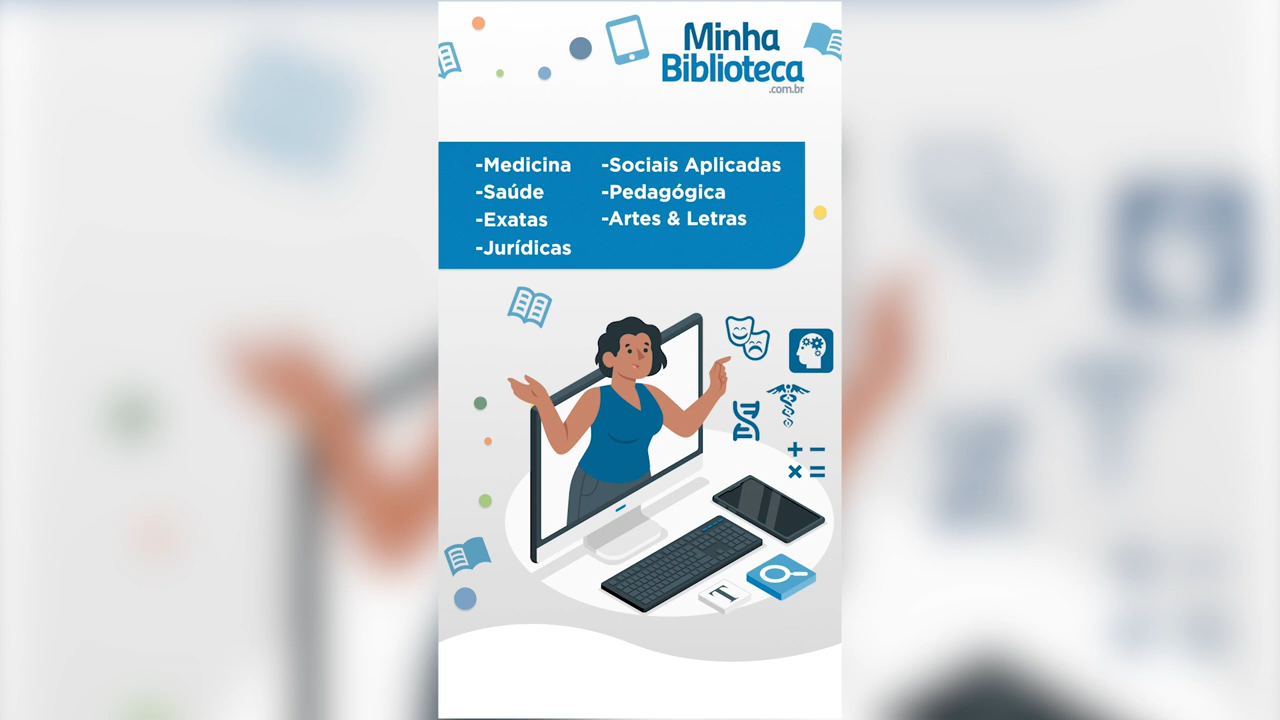 Minha
Biblioteca
.com.br
-Medicina
-Saúde
-Exatas
-Jurídicas
-Sociais Aplicadas
-Pedagógica
-Artes & Letras
T